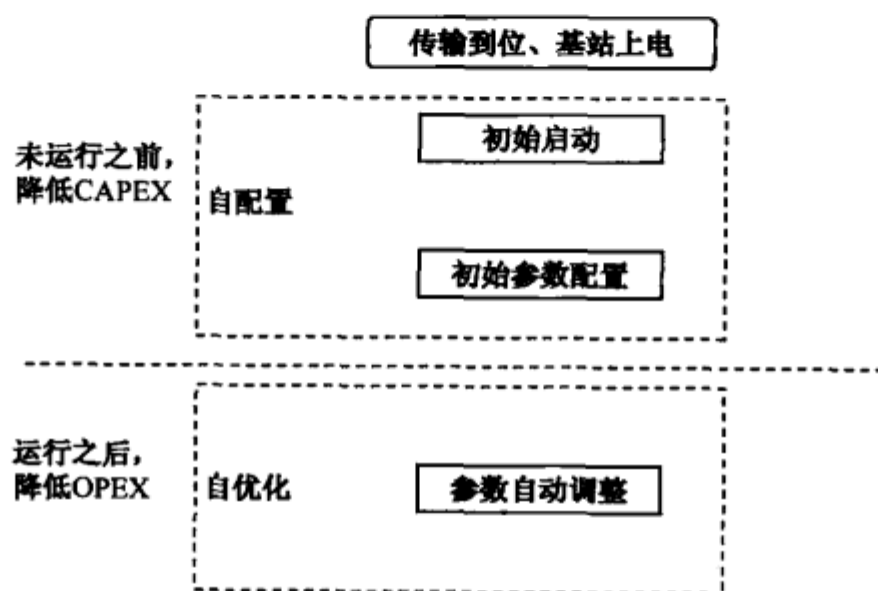 传输到位、基站上电
初始启动
未运行之前，
降低CAPEX
自配置
初始参数配置
运行之后，
降低OPEX
自优化
参数自动调整